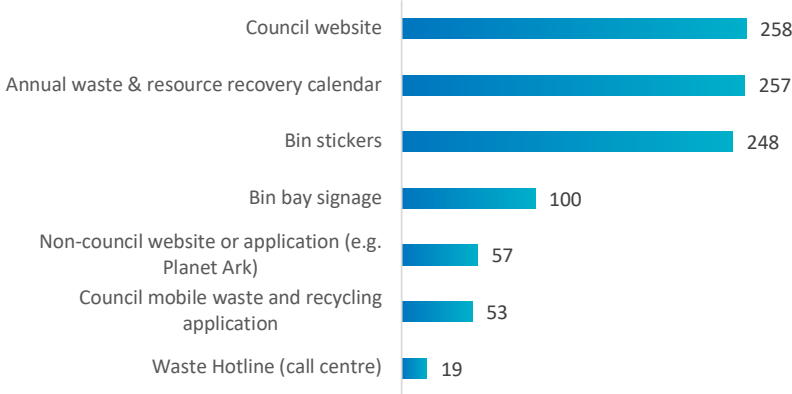 Council website
258
Annual waste & resource recovery calendar
257
Bin stickers
248
Bin bay signage
100
Non-council website or application (e.g.
Planet Ark)
57
Council mobile waste and recycling
application
53
Waste Hotline (call centre)
19